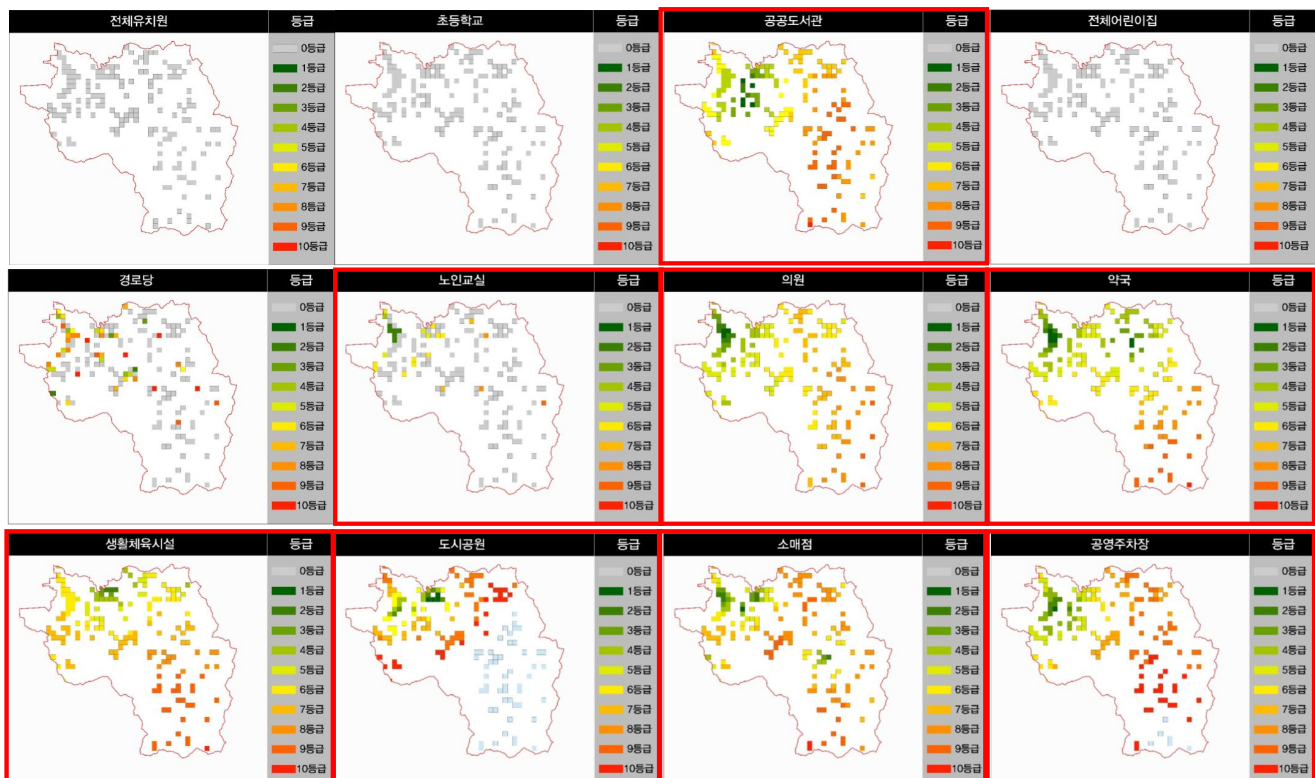 전체유치원 등급
0등급
1등급
2등급
3등급
4등급
5등급
6등급
7등급
8등급
9등급
10등급
초등학교 등급
0등급
1등급
2등급
3등급
4등급
5등급
6등급
7등급
8등급
9등급
10등급
공공도서관 등급
0등급
1등급
2등급
3등급
4등급
5등급
6등급
7등급
8등급
9등급
10등급
전체어린이집 등급
0등급
1등급
2등급
3등급
4등급
5등급
6등급
7등급
8등급
9등급
10등급
경로당 등급
0등급
1등급
2등급
3등급
4등급
5등급
6등급
7등급
8등급
9등급
10등급
노인교실 등급
0등급
1등급
2등급
3등급
4등급
5등급
6등급
7등급
8등급
9등급
10등급
의원 등급
0등급
1등급
2등급
3등급
4등급
5등급
6등급
7등급
8등급
9등급
10등급
약국 등급
0등급
1등급
2등급
3등급
4등급
5등급
6등급
7등급
8등급
9등급
10등급
생활체육시설 등급
0등급
1등급
2등급
3등급
4등급
5등급
6등급
7등급
8등급
9등급
10등급
도시공원 등급
0등급
1등급
2등급
3등급
4등급
5등급
6등급
7등급
8등급
9등급
10등급
소매점 등급
0등급
1등급
2등급
3등급
4등급
5등급
6등급
7등급
8등급
9등급
10등급
공영주차장 등급
0등급
1등급
2등급
3등급
4등급
5등급
6등급
7등급
8등급
9등급
10등급